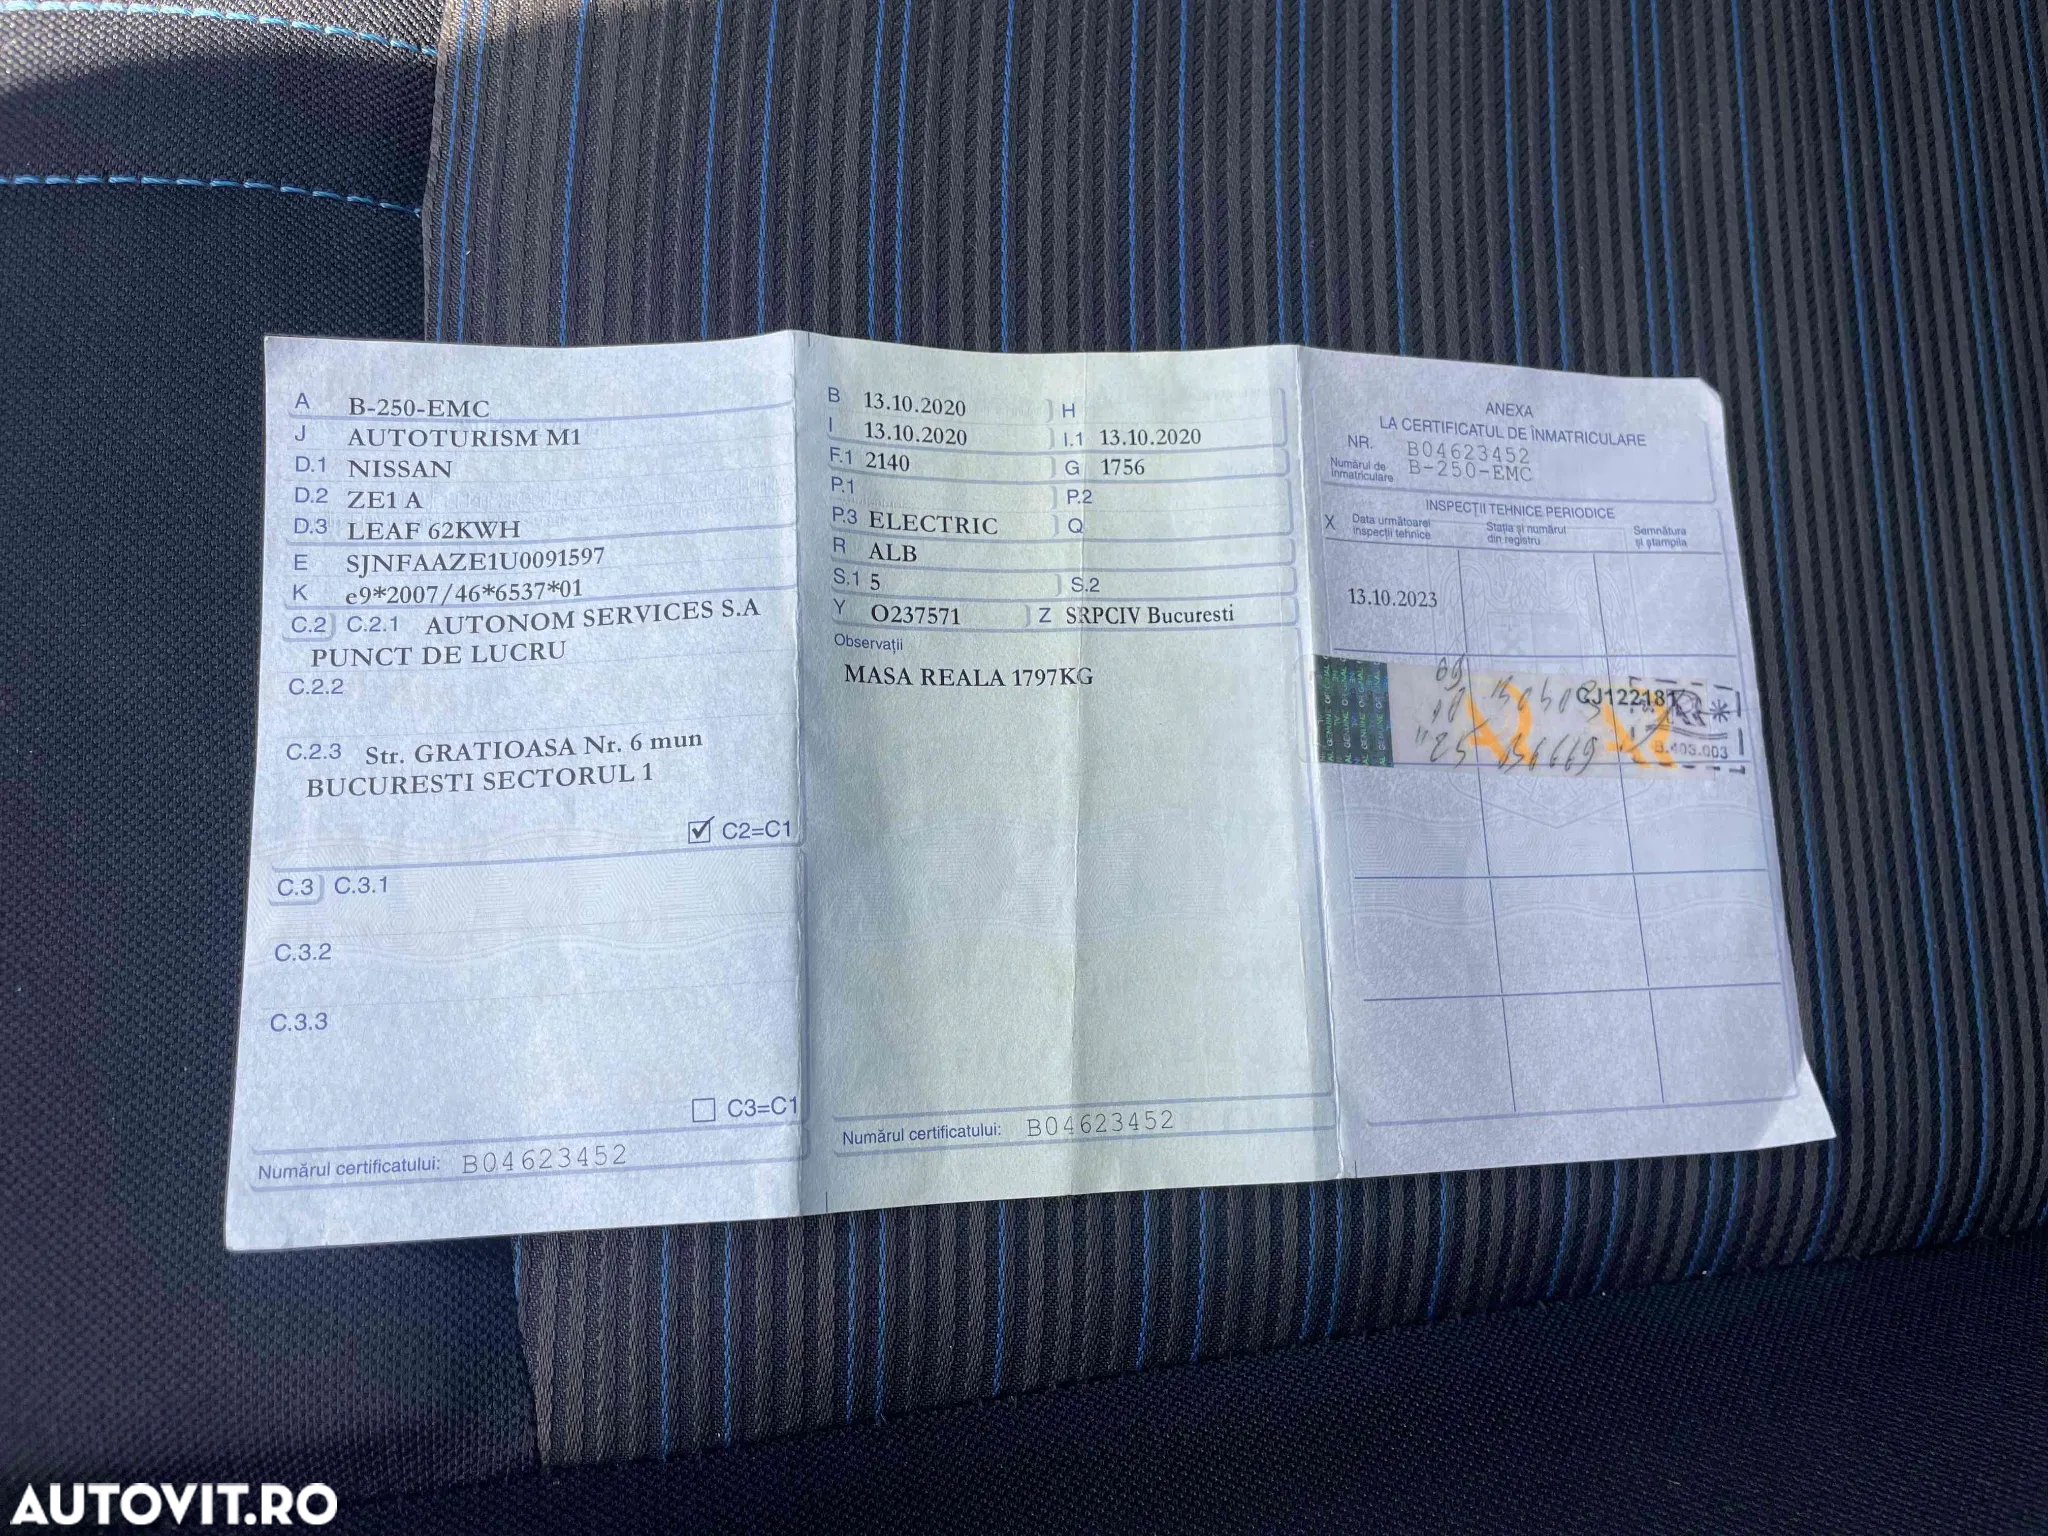 A B-250-EMC
J AUTOTURISM M1
D.1 NISSAN
D.2 ZE1 A
D.3 LEAF 62KWH
E SJNFAAZE1U0091597
K e9*2007/46*6537*01
C.2 C.2.1 AUTONOM SERVICES S.A
PUNCT DE LUCRU
C.2.2
C.2.3 Str. GRATIOASA Nr. 6 mun
BUCURESTI SECTORUL 1
C2=C1
C.3 C.3.1
C.3.2
C.3.3
C3=C1
Numărul certificatului: B04623452
B 13.10.2020 H
I 13.10.2020 I.1 13.10.2020
F.1 2140 G 1756
P.1 P.2
P.3 ELECTRIC Q
R ALB
S.1 5 S.2
Y O237571 Z SRPCIV Bucuresti
Observații
MASA REALA 1797KG
Numărul certificatului: B04623452
ANEXA
LA CERTIFICATUL DE ÎNMATRICULARE
NR. B04623452
Numărul de înmatriculare B-250-EMC
INSPECȚII TEHNICE PERIODICE
X Data următoarei inspecții tehnice Stația și numărul din registru Semnătura și ștampila
13.10.2023
CJ122181
B.403.003
AUTOVIT.RO